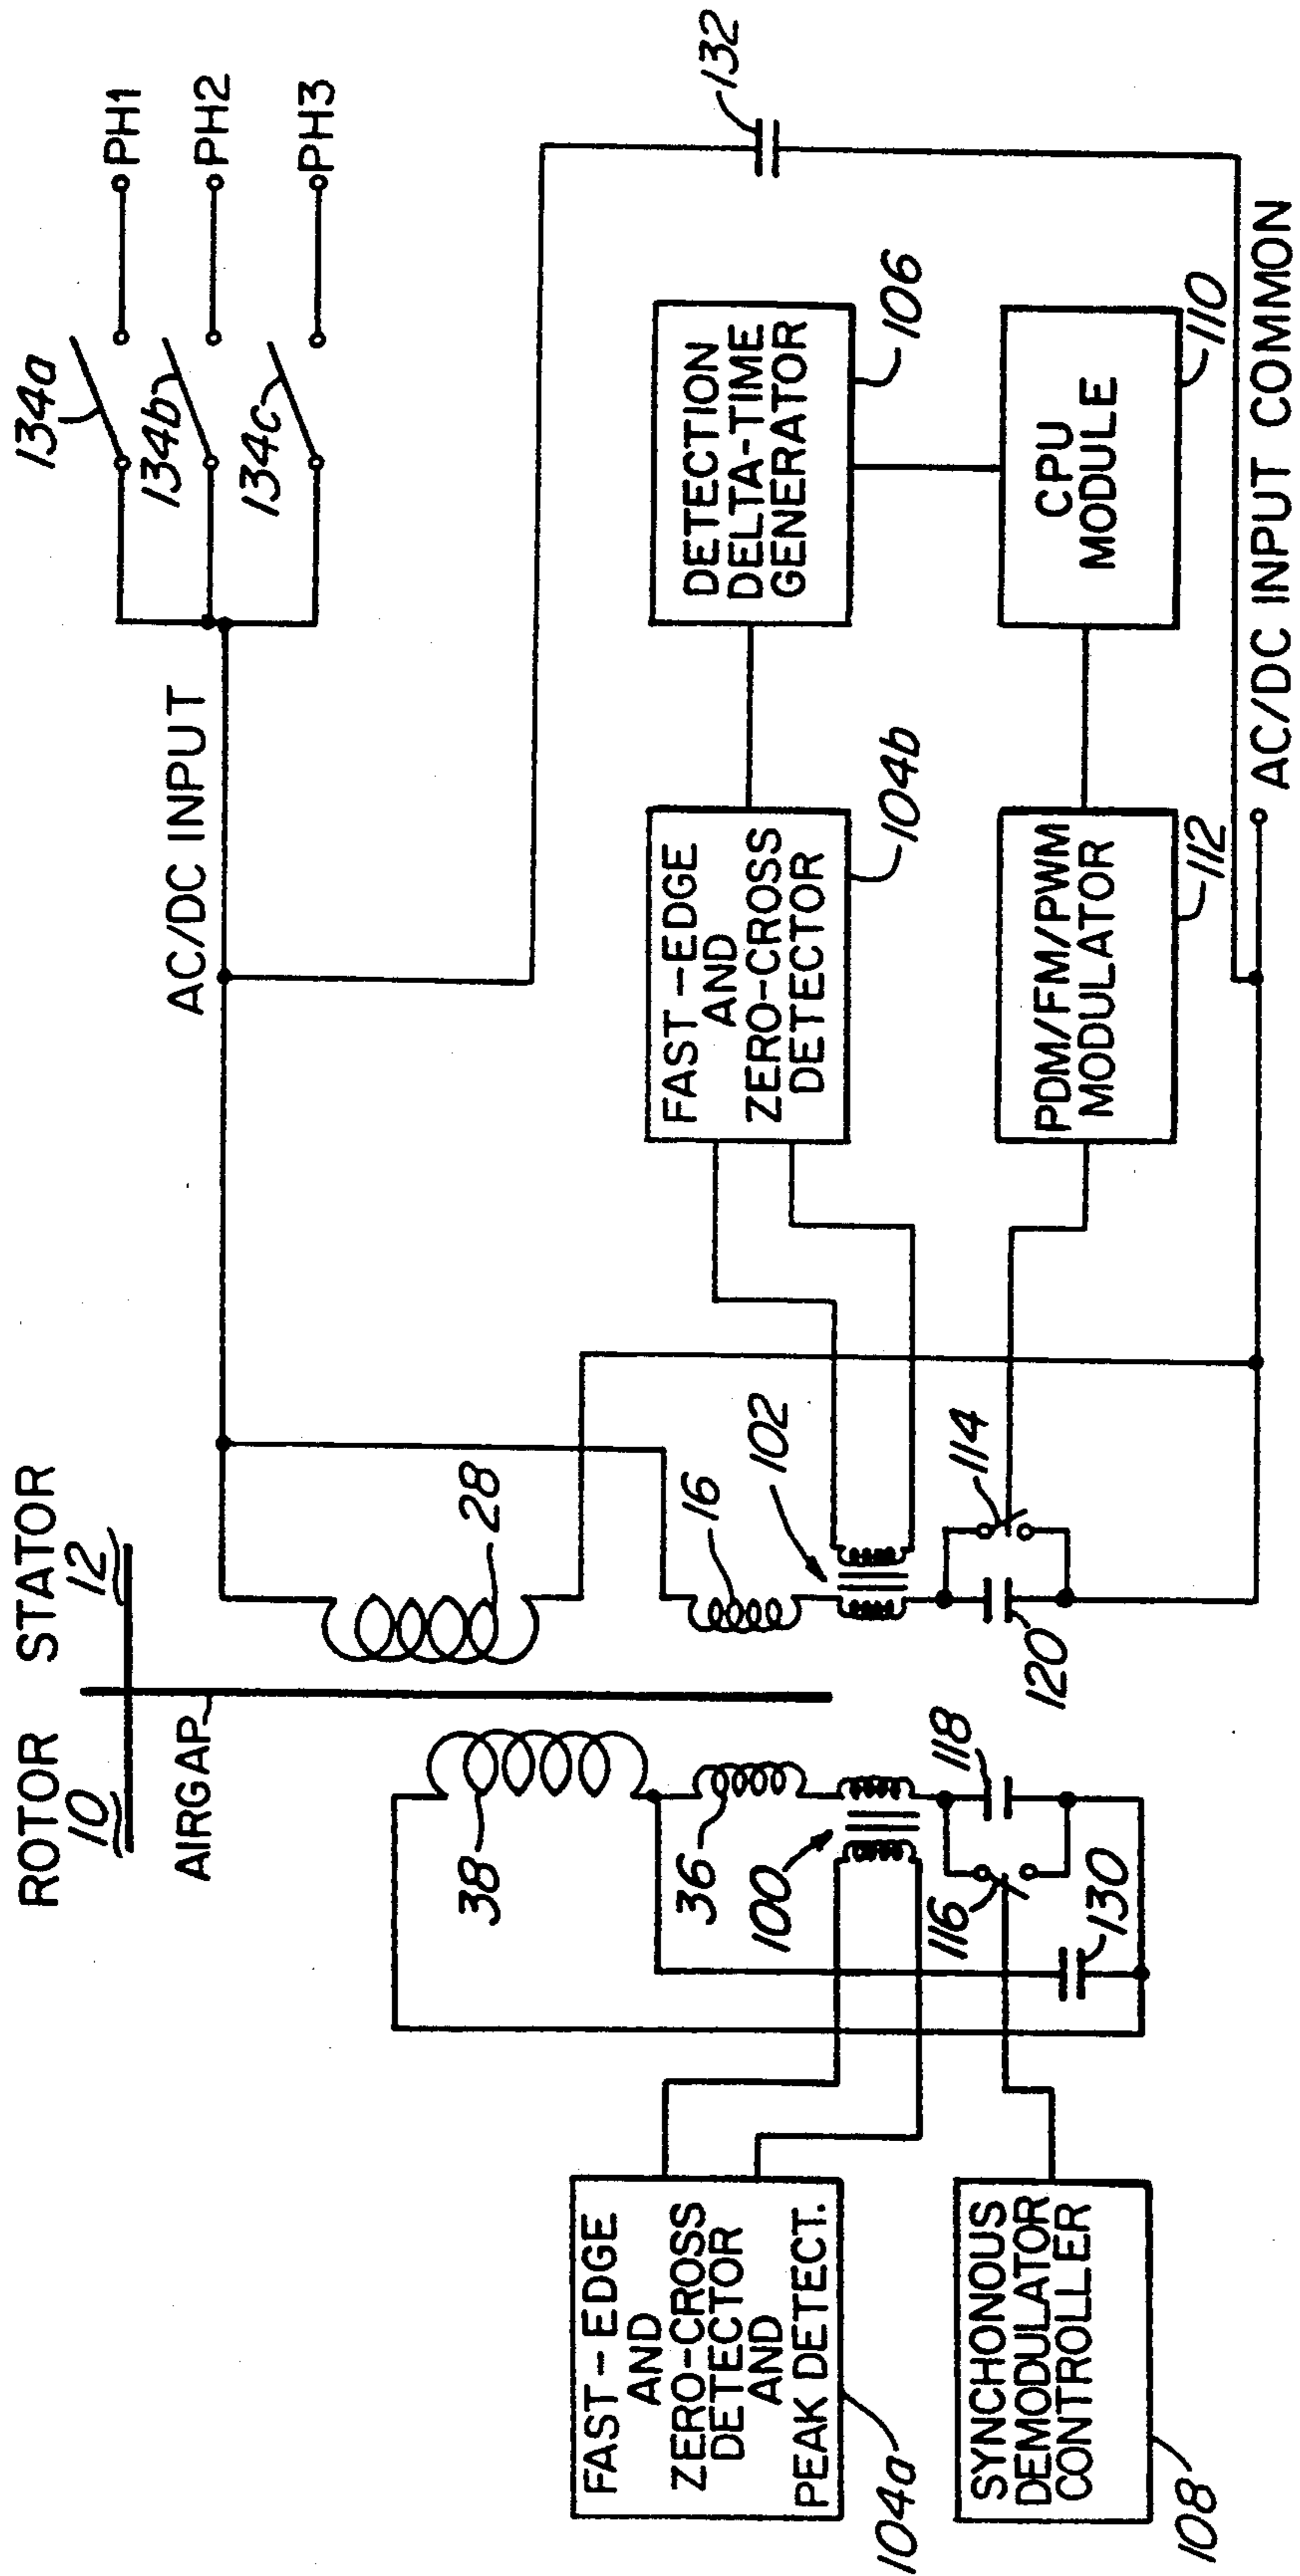 ROTOR
10
STATOR
12
AIRGAP
AC/DC INPUT
134a
134b
134c
PH1
PH2
PH3
38
28
132
36
16
100
102
FAST-EDGE
AND
ZERO-CROSS
DETECTOR
AND
PEAK DETECT.
104a
FAST-EDGE
AND
ZERO-CROSS
DETECTOR
104b
DETECTION
DELTA-TIME
GENERATOR
106
SYNCHONOUS
DEMODULATOR
CONTROLLER
108
116
118
130
120
114
PDM/FM/PWM
MODULATOR
112
CPU
MODULE
110
AC/DC INPUT COMMON